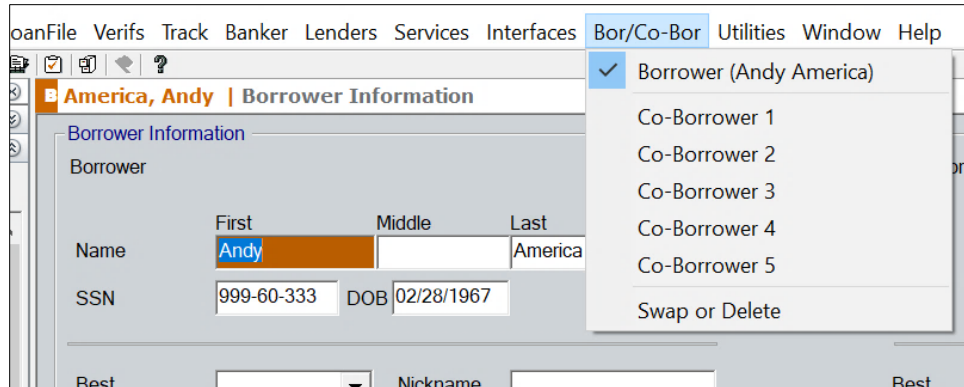 oanFile Verifs Track Banker Lenders Services Interfaces Bor/Co-Bor Utilities Window Help
America, Andy | Borrower Information
Borrower (Andy America)
Co-Borrower 1
Co-Borrower 2
Co-Borrower 3
Co-Borrower 4
Co-Borrower 5
Swap or Delete
Borrower Information
Borrower
First Middle Last
Name Andy America
SSN 999-60-333 DOB 02/28/1967
Best Nickname Best